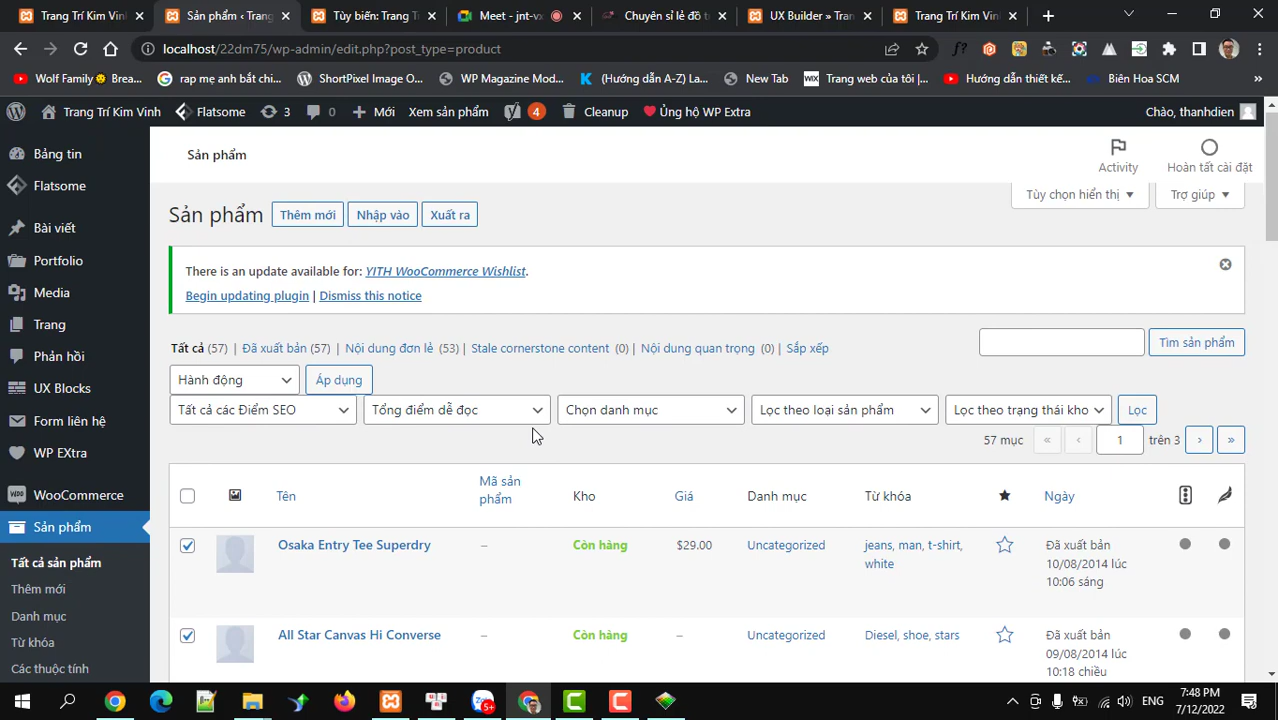 Trang Trí Kim Vinh
Sản phẩm ‹ Trang
Tùy biến: Trang T
Meet - jnt-vx
Chuyên sỉ lẻ đồ t
UX Builder » Tran
Trang Trí Kim Vinh
localhost/22dm75/wp-admin/edit.php?post_type=product
Wolf Family Brea...
rap mẹ anh bắt chi...
ShortPixel Image O...
WP Magazine Mod...
(Hướng dẫn A-Z) La...
New Tab
Trang web của tôi |...
Hướng dẫn thiết kế...
Biên Hoa SCM
Trang Trí Kim Vinh
Flatsome
3
0
Mới
Xem sản phẩm
4
Cleanup
Ủng hộ WP Extra
Chào, thanhdien
Bảng tin
Flatsome
Bài viết
Portfolio
Media
Trang
Phản hồi
UX Blocks
Form liên hệ
WP EXtra
WooCommerce
Sản phẩm
Tất cả sản phẩm
Thêm mới
Danh mục
Từ khóa
Các thuộc tính
Sản phẩm
Activity
Hoàn tất cài đặt
Tùy chọn hiển thị
Trợ giúp
Sản phẩm
Thêm mới
Nhập vào
Xuất ra
There is an update available for: YITH WooCommerce Wishlist.
Begin updating plugin | Dismiss this notice
Tất cả (57) | Đã xuất bản (57) | Nội dung đơn lẻ (53) | Stale cornerstone content (0) | Nội dung quan trọng (0) | Sắp xếp
Tìm sản phẩm
Hành động
Áp dụng
Tất cả các Điểm SEO
Tổng điểm dễ đọc
Chọn danh mục
Lọc theo loại sản phẩm
Lọc theo trạng thái kho
Lọc
57 mục
«
‹
1
trên 3
›
»
Tên
Mã sản
phẩm
Kho
Giá
Danh mục
Từ khóa
Ngày
Osaka Entry Tee Superdry
–
Còn hàng
$29.00
Uncategorized
jeans, man, t-shirt,
white
Đã xuất bản
10/08/2014 lúc
10:06 sáng
All Star Canvas Hi Converse
–
Còn hàng
–
Uncategorized
Diesel, shoe, stars
Đã xuất bản
09/08/2014 lúc
10:18 chiều
5+
ENG
7:48 PM
7/12/2022